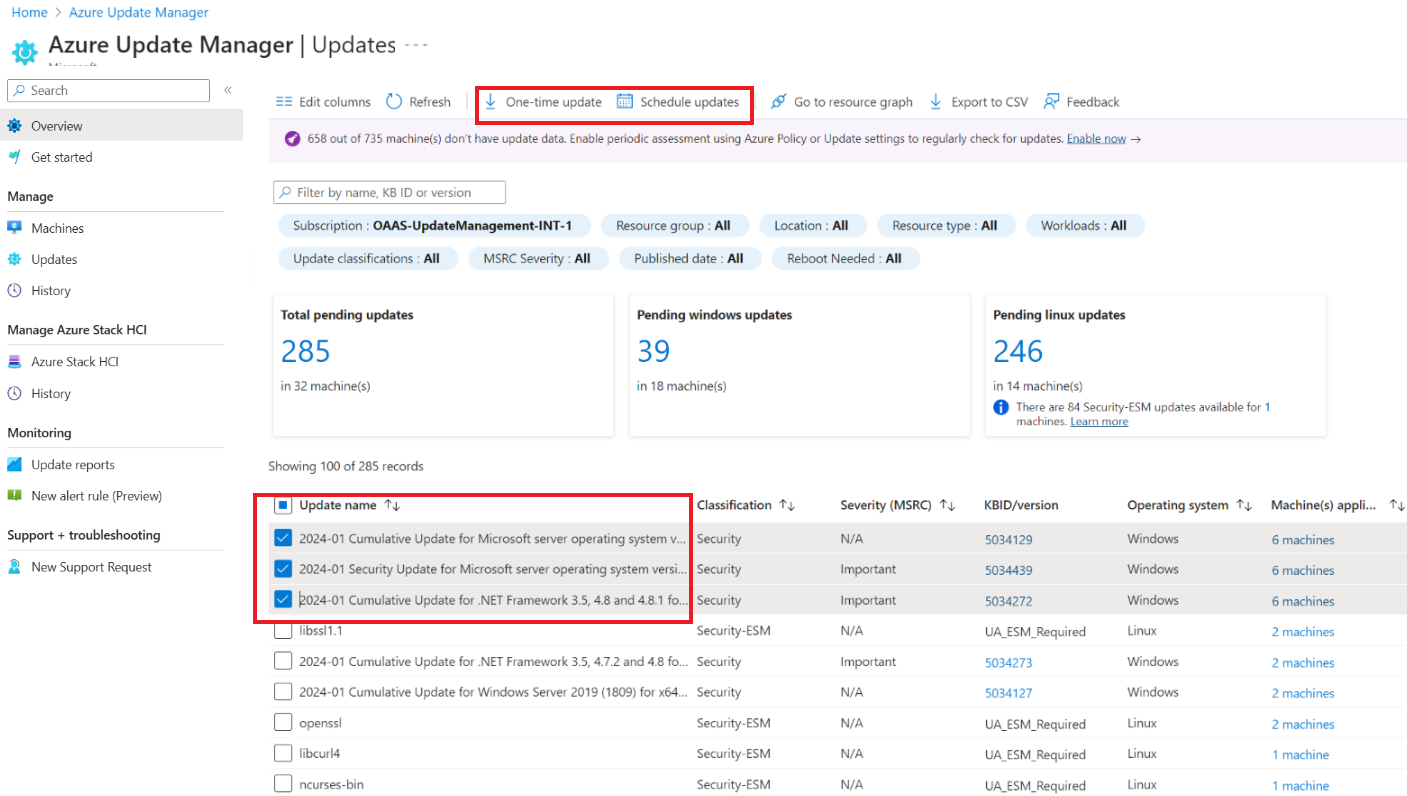 Home > Azure Update Manager
Azure Update Manager | Updates ···
Microsoft
Search «
Overview
Get started
Manage
Machines
Updates
History
Manage Azure Stack HCI
Azure Stack HCI
History
Monitoring
Update reports
New alert rule (Preview)
Support + troubleshooting
New Support Request
Edit columns Refresh One-time update Schedule updates Go to resource graph Export to CSV Feedback
658 out of 735 machine(s) don't have update data. Enable periodic assessment using Azure Policy or Update settings to regularly check for updates. Enable now →
Filter by name, KB ID or version
Subscription : OAAS-UpdateManagement-INT-1 Resource group : All Location : All Resource type : All Workloads : All
Update classifications : All MSRC Severity : All Published date : All Reboot Needed : All
Total pending updates
285
in 32 machine(s)
Pending windows updates
39
in 18 machine(s)
Pending linux updates
246
in 14 machine(s)
There are 84 Security-ESM updates available for 1
machines. Learn more
Showing 100 of 285 records
Update name ↑↓ Classification ↑↓ Severity (MSRC) ↑↓ KBID/version Operating system ↑↓ Machine(s) appli... ↑↓
2024-01 Cumulative Update for Microsoft server operating system v... Security N/A 5034129 Windows 6 machines
2024-01 Security Update for Microsoft server operating system versi... Security Important 5034439 Windows 6 machines
2024-01 Cumulative Update for .NET Framework 3.5, 4.8 and 4.8.1 fo... Security Important 5034272 Windows 6 machines
libssl1.1 Security-ESM N/A UA_ESM_Required Linux 2 machines
2024-01 Cumulative Update for .NET Framework 3.5, 4.7.2 and 4.8 fo... Security Important 5034273 Windows 2 machines
2024-01 Cumulative Update for Windows Server 2019 (1809) for x64... Security N/A 5034127 Windows 2 machines
openssl Security-ESM N/A UA_ESM_Required Linux 2 machines
libcurl4 Security-ESM N/A UA_ESM_Required Linux 1 machine
ncurses-bin Security-ESM N/A UA_ESM_Required Linux 1 machine